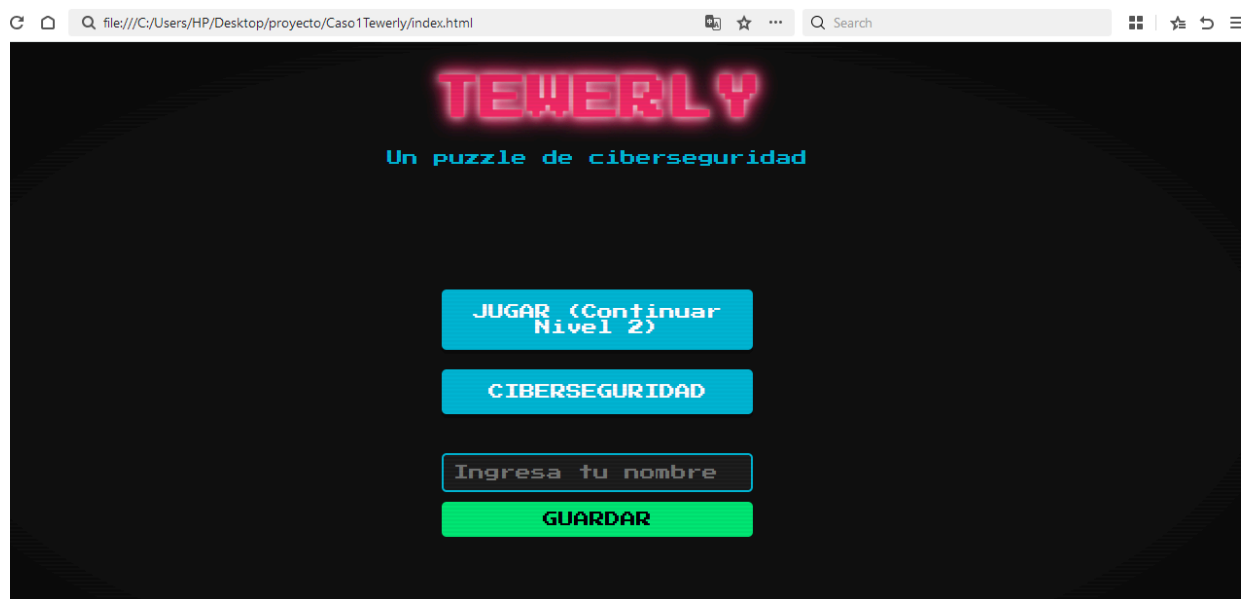 file:///C:/Users/HP/Desktop/proyecto/Caso1Tewerly/index.html
Search
TEWERLY
Un puzzle de ciberseguridad
JUGAR (Continuar
Nivel 2)
CIBERSEGURIDAD
Ingresa tu nombre
GUARDAR